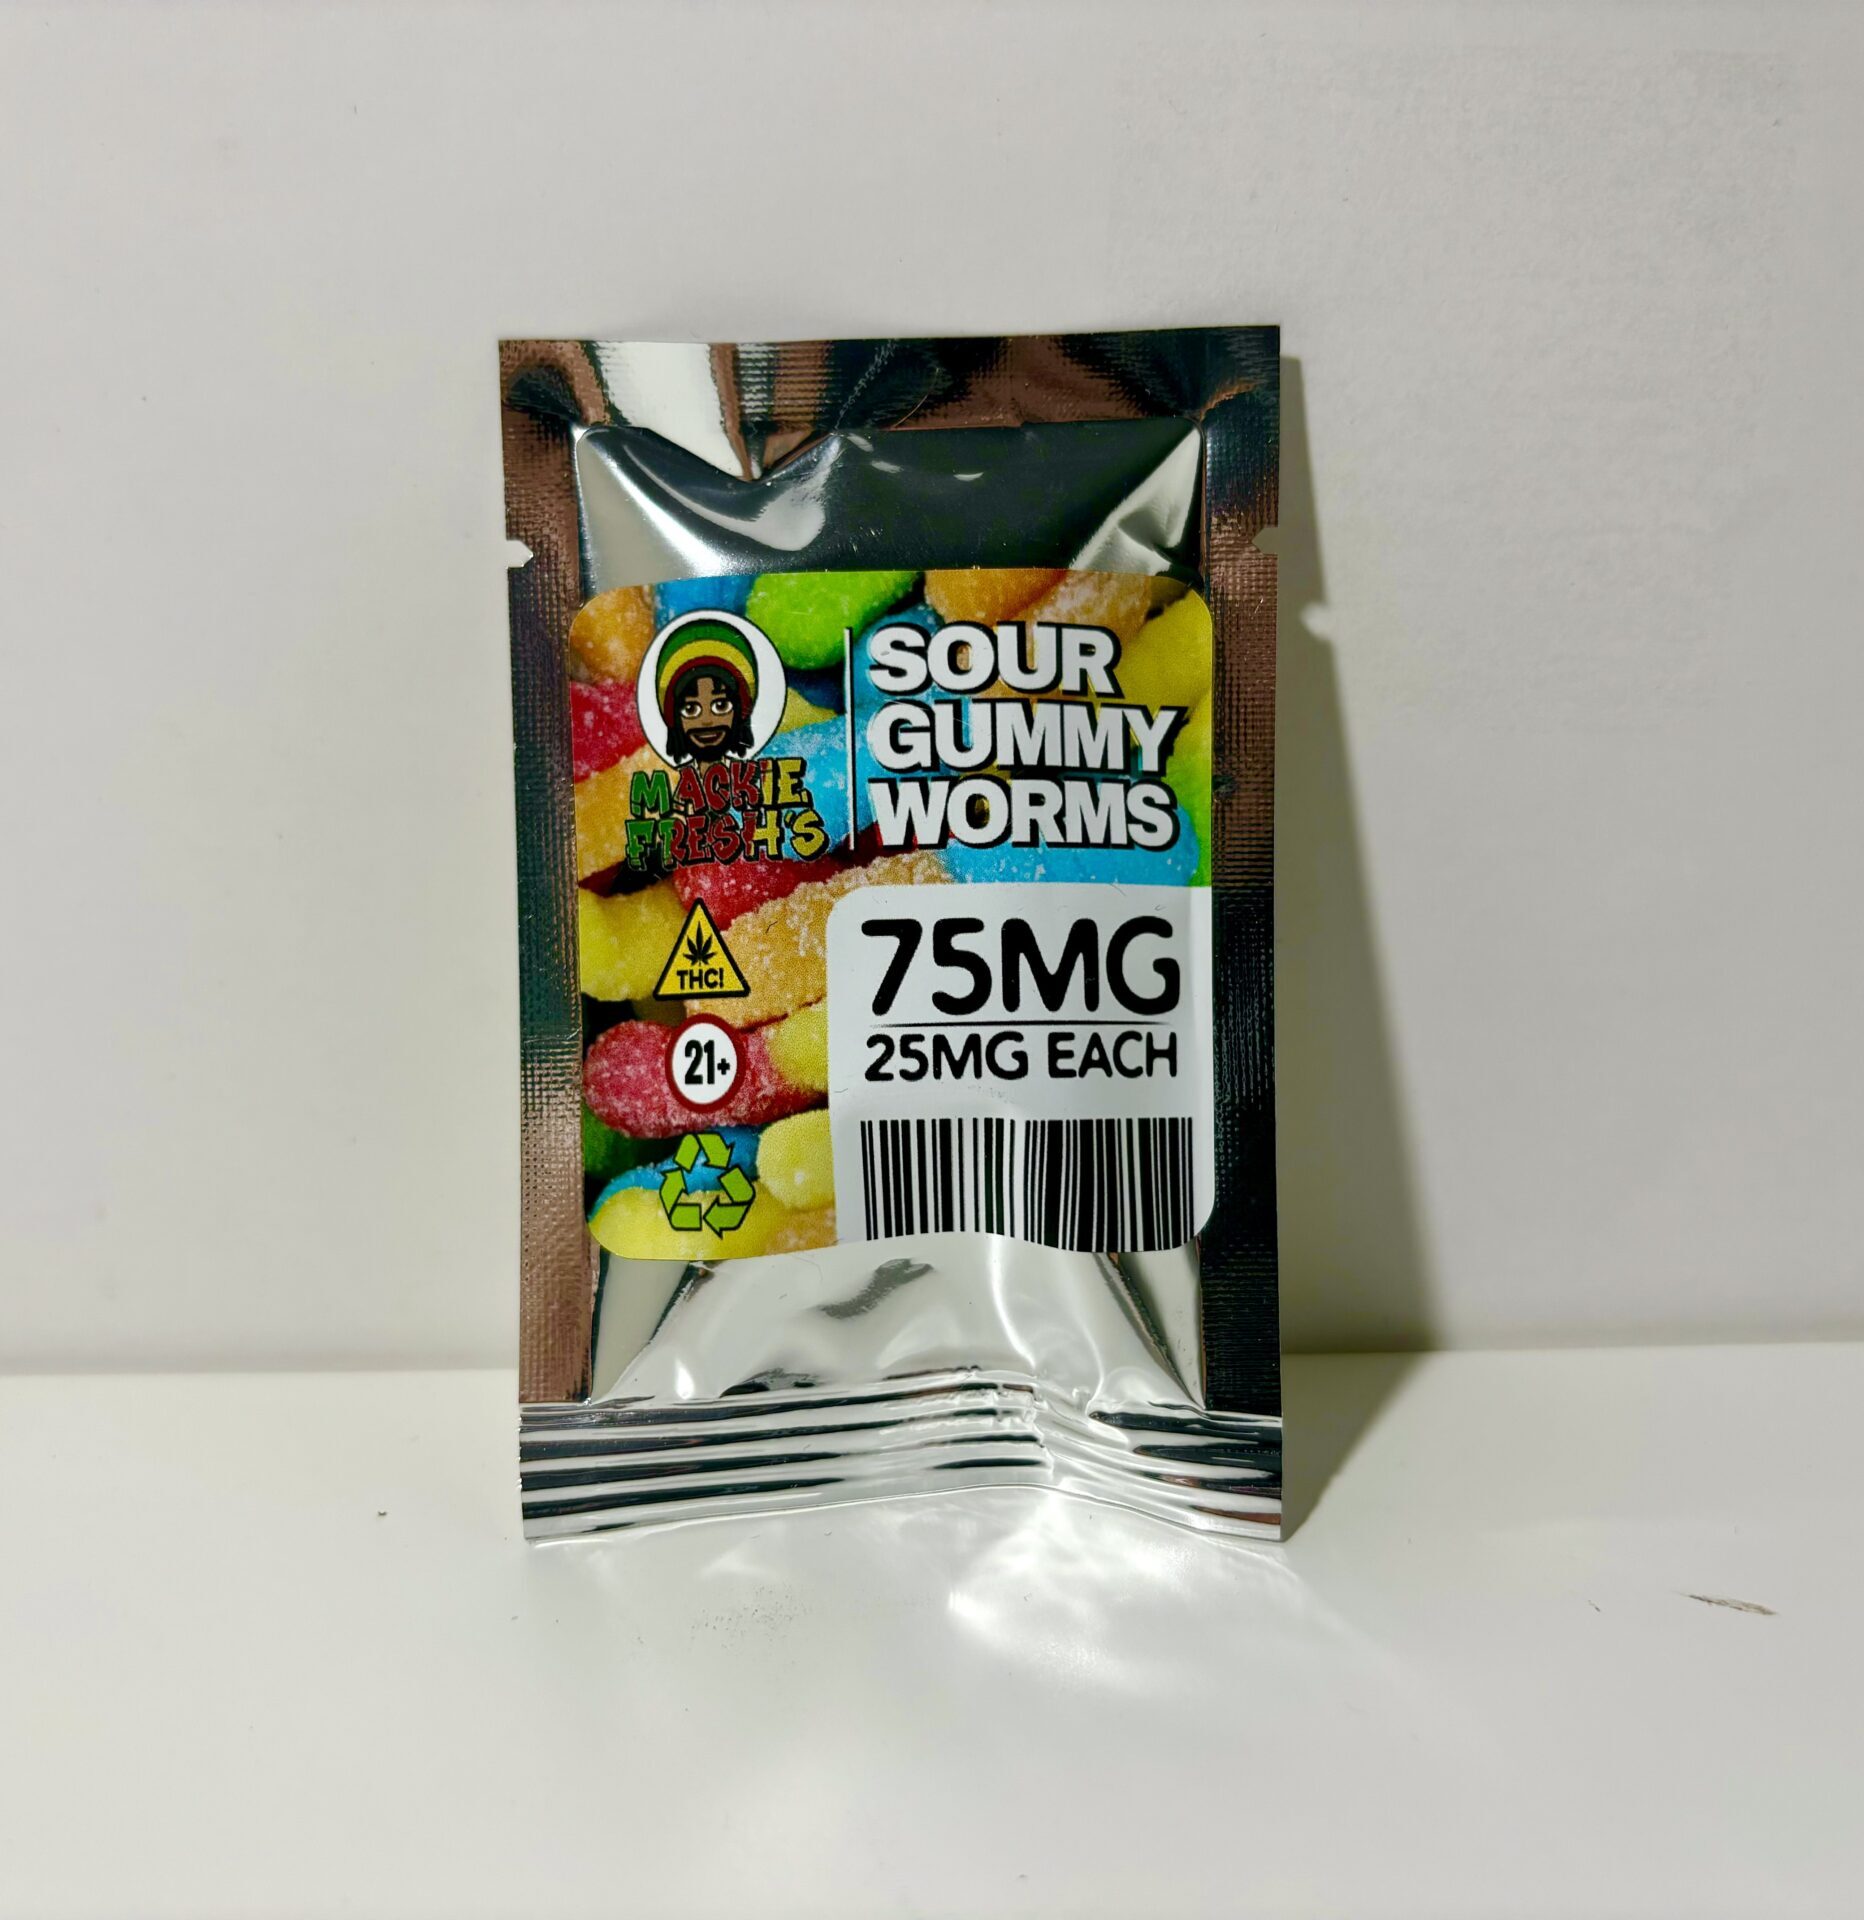 MACKIE
FRESH'S
SOUR
GUMMY
WORMS
THC!
21+
75MG
25MG EACH